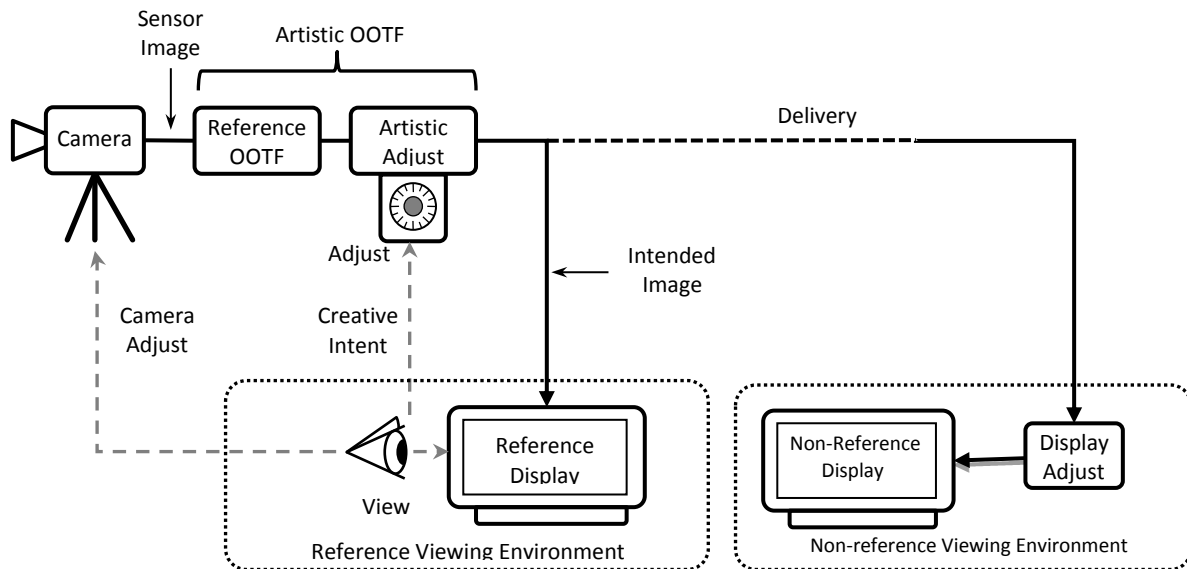 Sensor
Image
Artistic OOTF
Camera
Reference
OOTF
Artistic
Adjust
Delivery
Adjust
Intended
Image
Camera
Adjust
Creative
Intent
Reference
Display
View
Reference Viewing Environment
Non-Reference
Display
Display
Adjust
Non-reference Viewing Environment